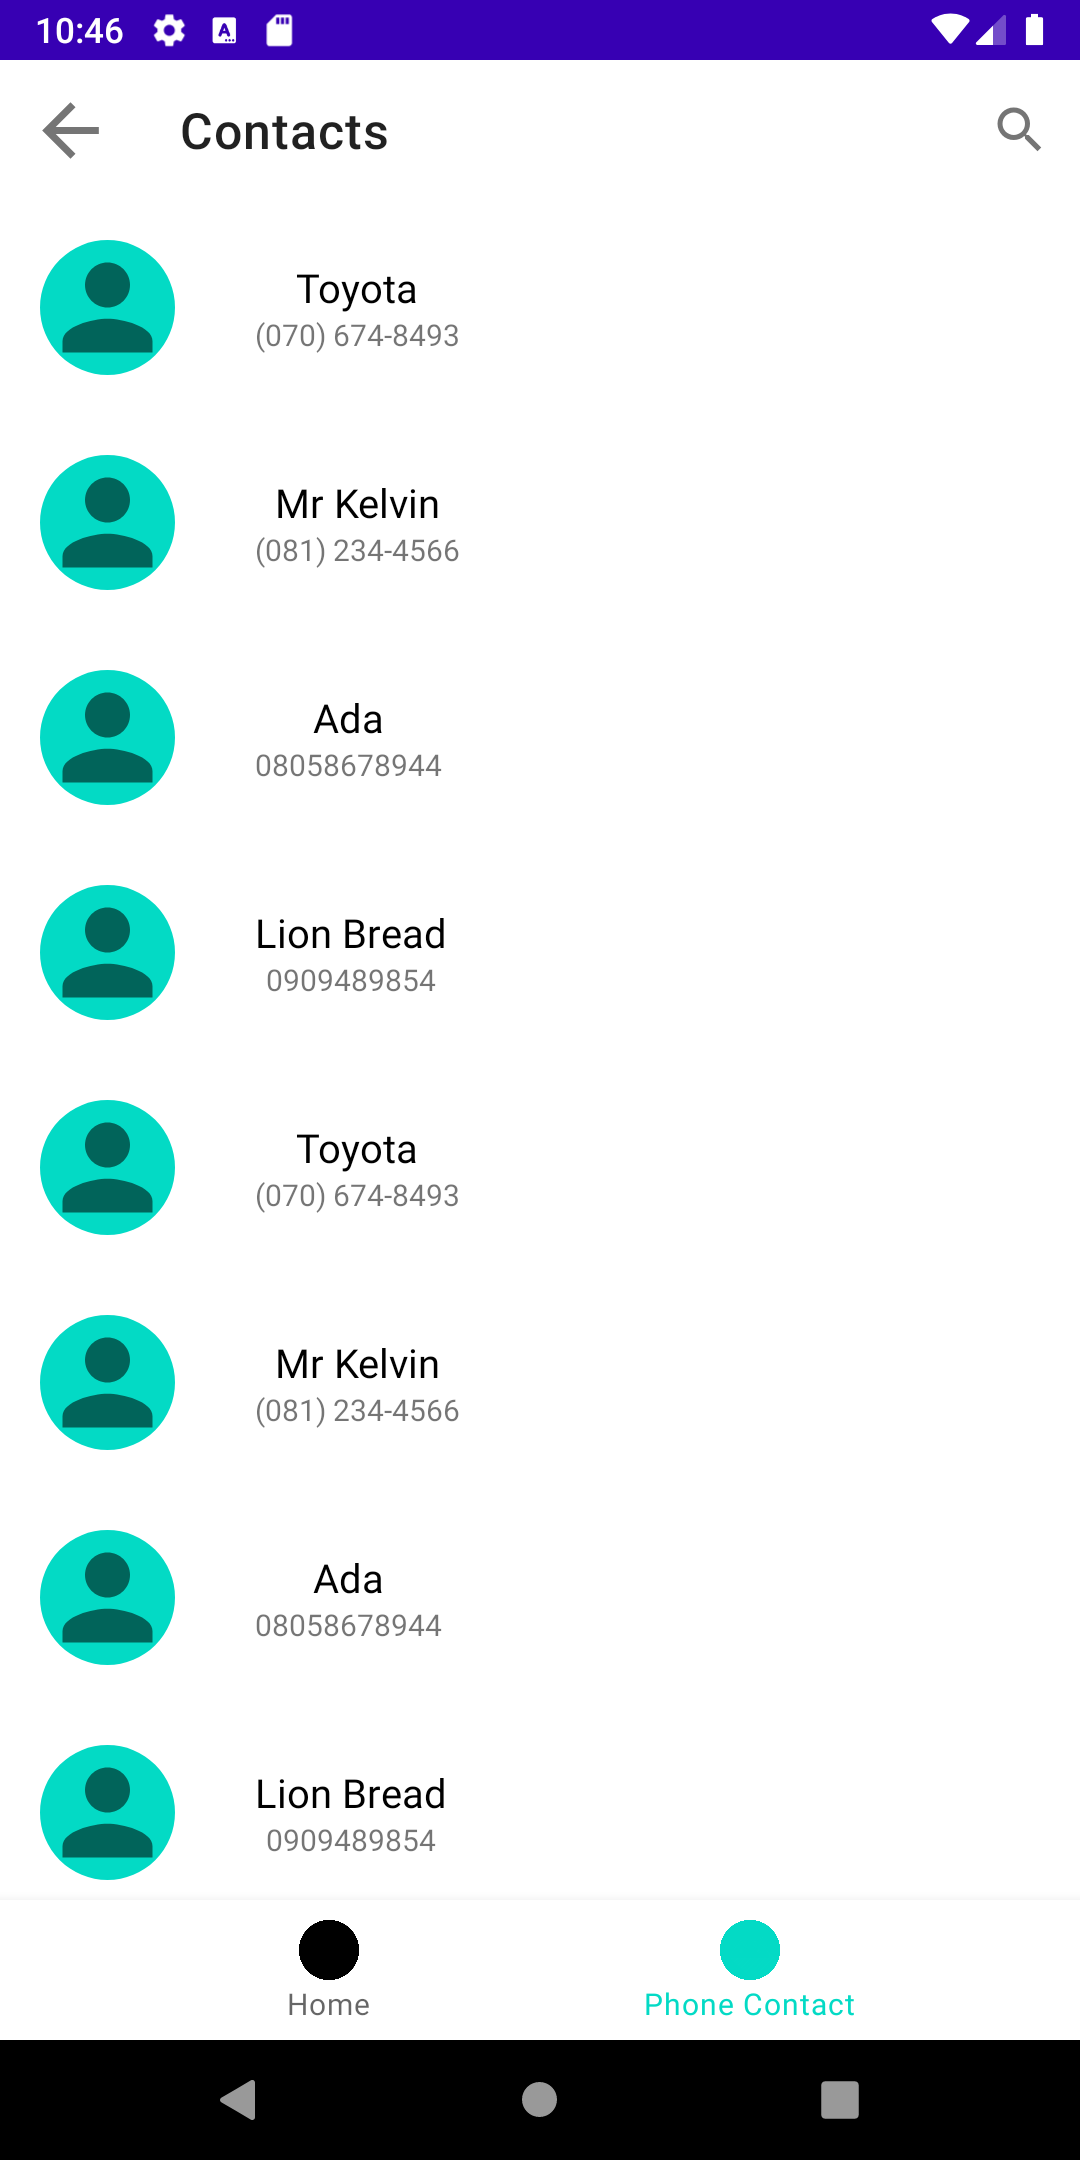 10:46
Contacts
Toyota
(070) 674-8493
Mr Kelvin
(081) 234-4566
Ada
08058678944
Lion Bread
0909489854
Toyota
(070) 674-8493
Mr Kelvin
(081) 234-4566
Ada
08058678944
Lion Bread
0909489854
Home
Phone Contact